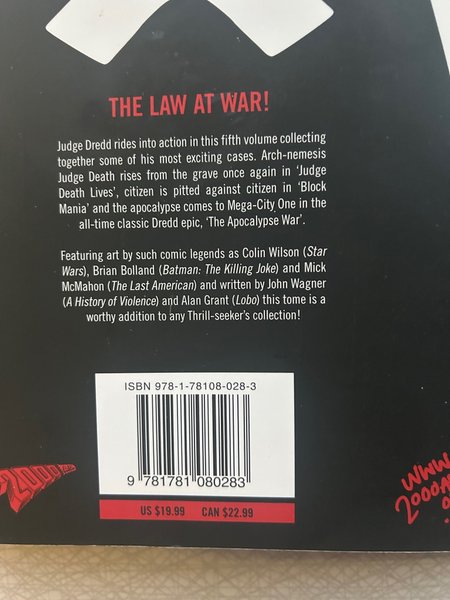 THE LAW AT WAR!
Judge Dredd rides into action in this fifth volume collecting
together some of his most exciting cases. Arch-nemesis
Judge Death rises from the grave once again in ‘Judge
Death Lives’, citizen is pitted against citizen in ‘Block
Mania’ and the apocalypse comes to Mega-City One in the
all-time classic Dredd epic, ‘The Apocalypse War’.
Featuring art by such comic legends as Colin Wilson (Star
Wars), Brian Bolland (Batman: The Killing Joke) and Mick
McMahon (The Last American) and written by John Wagner
(A History of Violence) and Alan Grant (Lobo) this tome is a
worthy addition to any Thrill-seeker’s collection!
ISBN 978-1-78108-028-3
9 781781 080283
US $19.99 CAN $22.99
2000
WWW
2000A